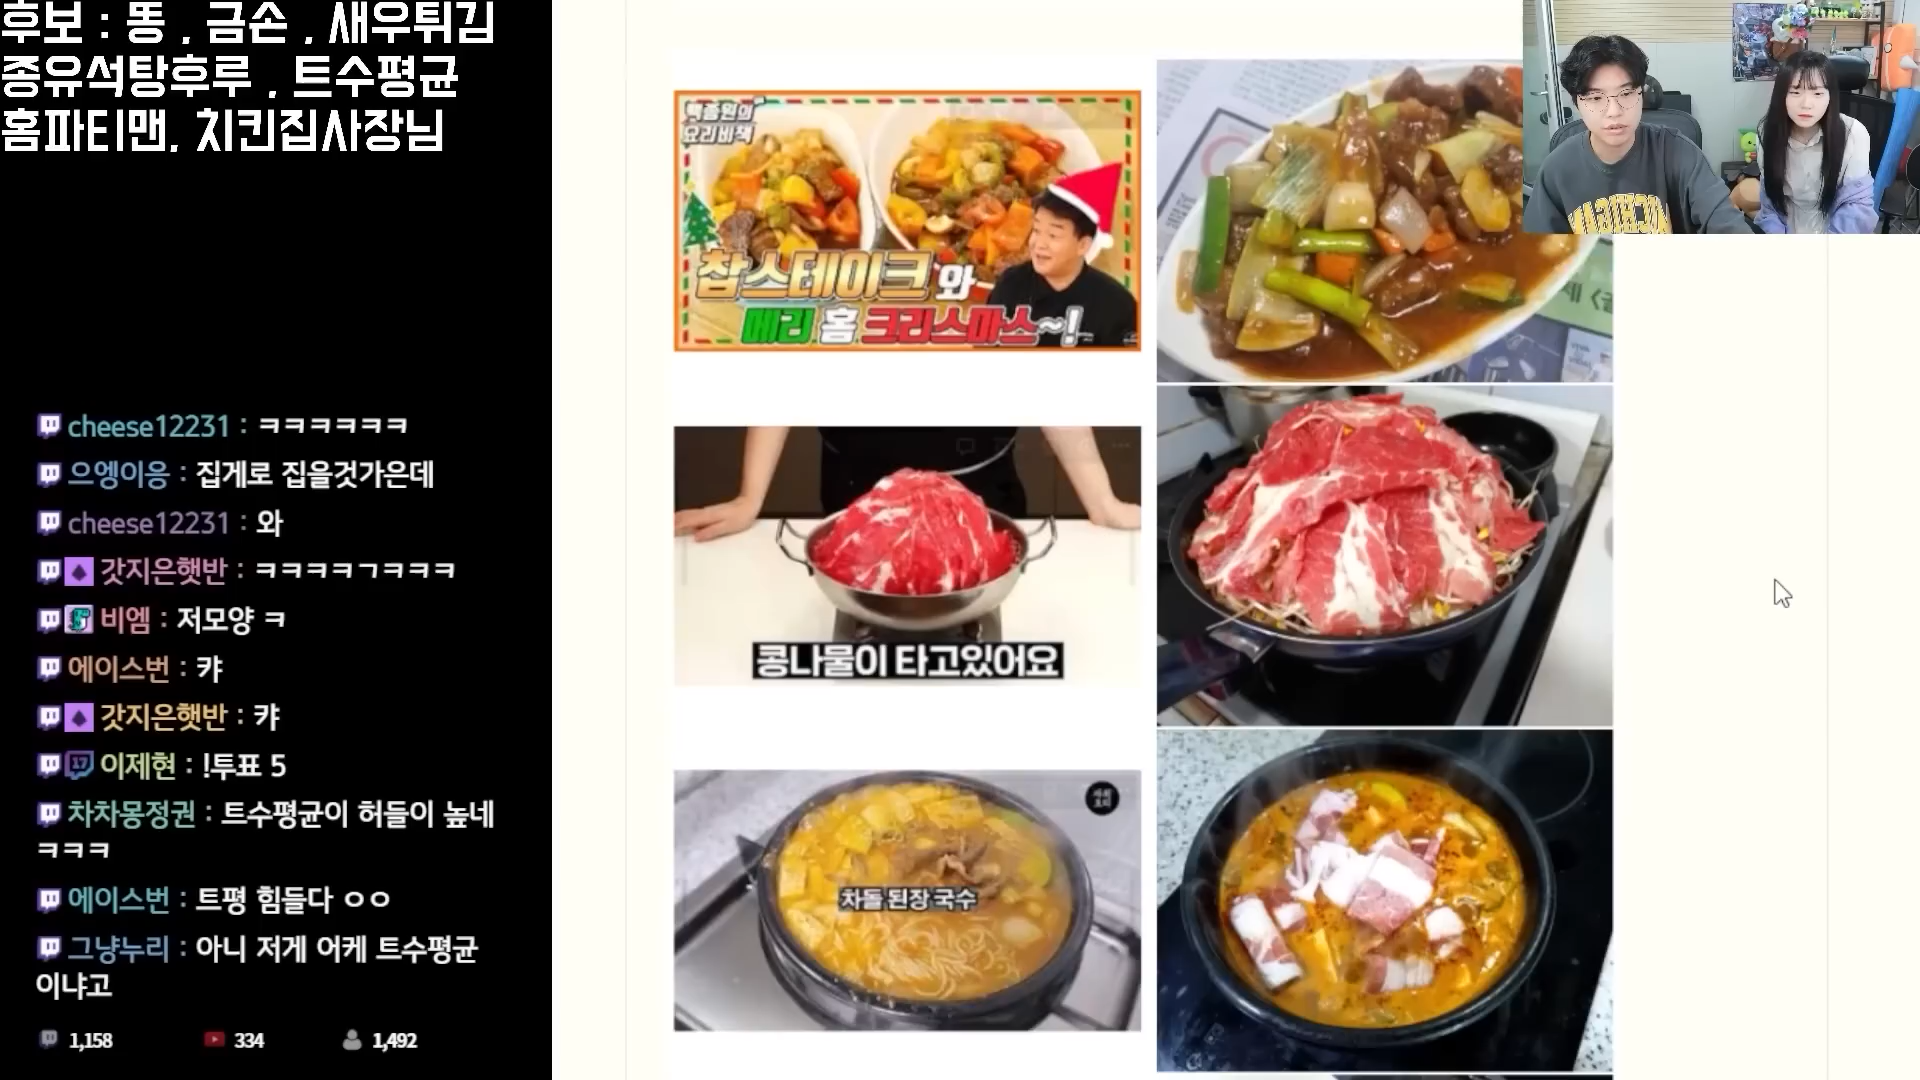 후보 : 똥 , 금손 , 새우튀김
종유석탕후루 , 트수평균
홈파티맨, 치킨집사장님
cheese12231 : ㅋㅋㅋㅋㅋㅋ
으엥이응 : 집게로 집을것가은데
cheese12231 : 와
갓지은햇반 : ㅋㅋㅋㅋㄱㅋㅋㅋ
비엠 : 저모양 ㅋ
에이스번 : 캬
갓지은햇반 : 캬
17 이제현 : !투표 5
차차몽정권 : 트수평균이 허들이 높네
ㅋㅋㅋ
에이스번 : 트평 힘들다 ㅇㅇ
그냥누리 : 아니 저게 어케 트수평균
이냐고
1,158 334 1,492
백종원의
요리비책
찹스테이크와
메리 홈 크리스마스~!
콩나물이 타고있어요
차돌 된장 국수